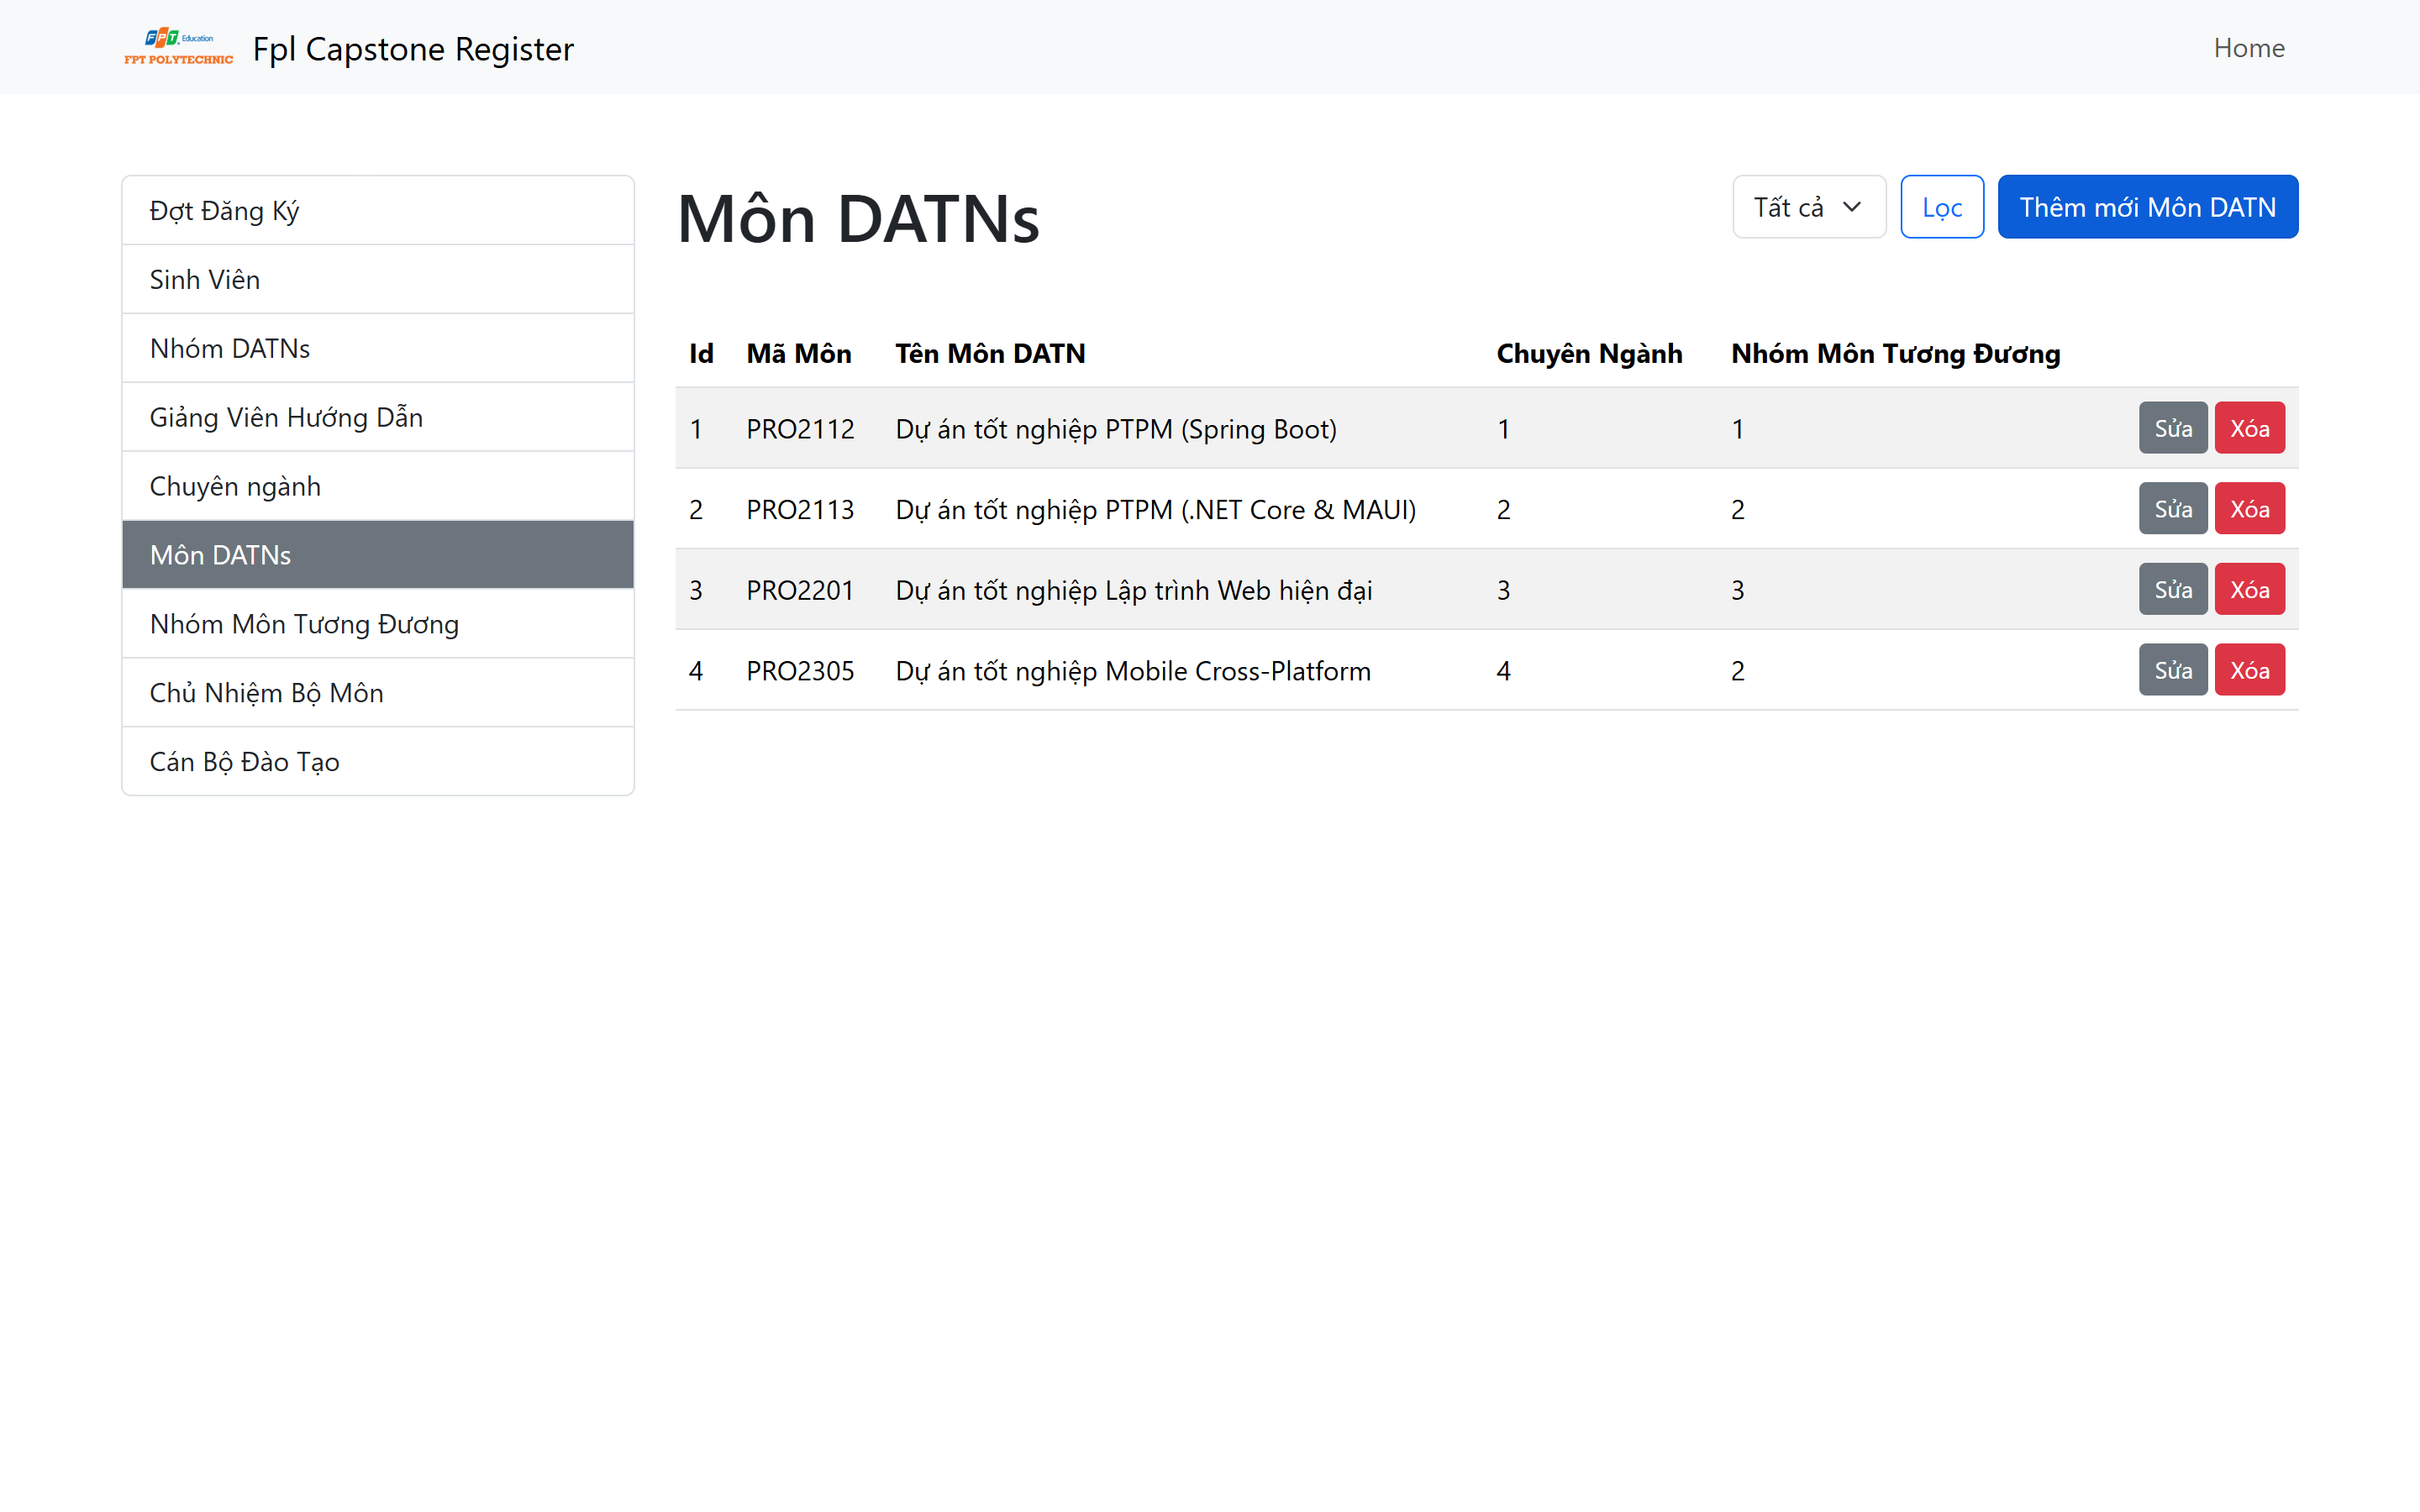 FPT Education
FPT POLYTECHNIC
Fpl Capstone Register
Home
Đợt Đăng Ký
Sinh Viên
Nhóm DATNs
Giảng Viên Hướng Dẫn
Chuyên ngành
Môn DATNs
Nhóm Môn Tương Đương
Chủ Nhiệm Bộ Môn
Cán Bộ Đào Tạo
Môn DATNs
Tất cả Lọc Thêm mới Môn DATN
Id Mã Môn Tên Môn DATN Chuyên Ngành Nhóm Môn Tương Đương
1 PRO2112 Dự án tốt nghiệp PTPM (Spring Boot) 1 1 Sửa Xóa
2 PRO2113 Dự án tốt nghiệp PTPM (.NET Core & MAUI) 2 2 Sửa Xóa
3 PRO2201 Dự án tốt nghiệp Lập trình Web hiện đại 3 3 Sửa Xóa
4 PRO2305 Dự án tốt nghiệp Mobile Cross-Platform 4 2 Sửa Xóa